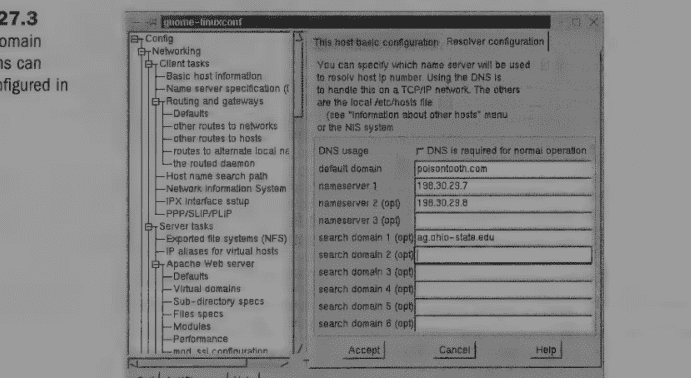 27.3
omain
ns can
nfigured in
gnome-linuxconf
Config
Networking
Client tasks
Basic host information
Name server specification (
Routing and gateways
Defaults
other routes to networks
other routes to hosts
routes to alternate local ne
the routed daemon
Host name search path
Network Information System
IPX interface setup
PPP/SLIP/PLIP
Server tasks
Exported file systems (NFS)
IP aliases for virtual hosts
Apache Web server
Defaults
Virtual domains
Sub-directory specs
Files specs
Modules
Performance
mod_ssl configuration
This host basic configuration Resolver configuration
You can specify which name server will be used
to resolv host ip number. Using the DNS is
to handle this on a TCP/IP network. The others
are the local /etc/hosts file
(see "information about other hosts" menu
or the NIS system
DNS usage DNS is required for normal operation
default domain poisontooth.com
nameserver 1 198.30.29.7
nameserver 2 (opt) 198.30.29.8
nameserver 3 (opt)
search domain 1 (opt) ag.ohio-state.edu
search domain 2 (opt)
search domain 3 (opt)
search domain 4 (opt)
search domain 5 (opt)
search domain 6 (opt)
Accept Cancel Help